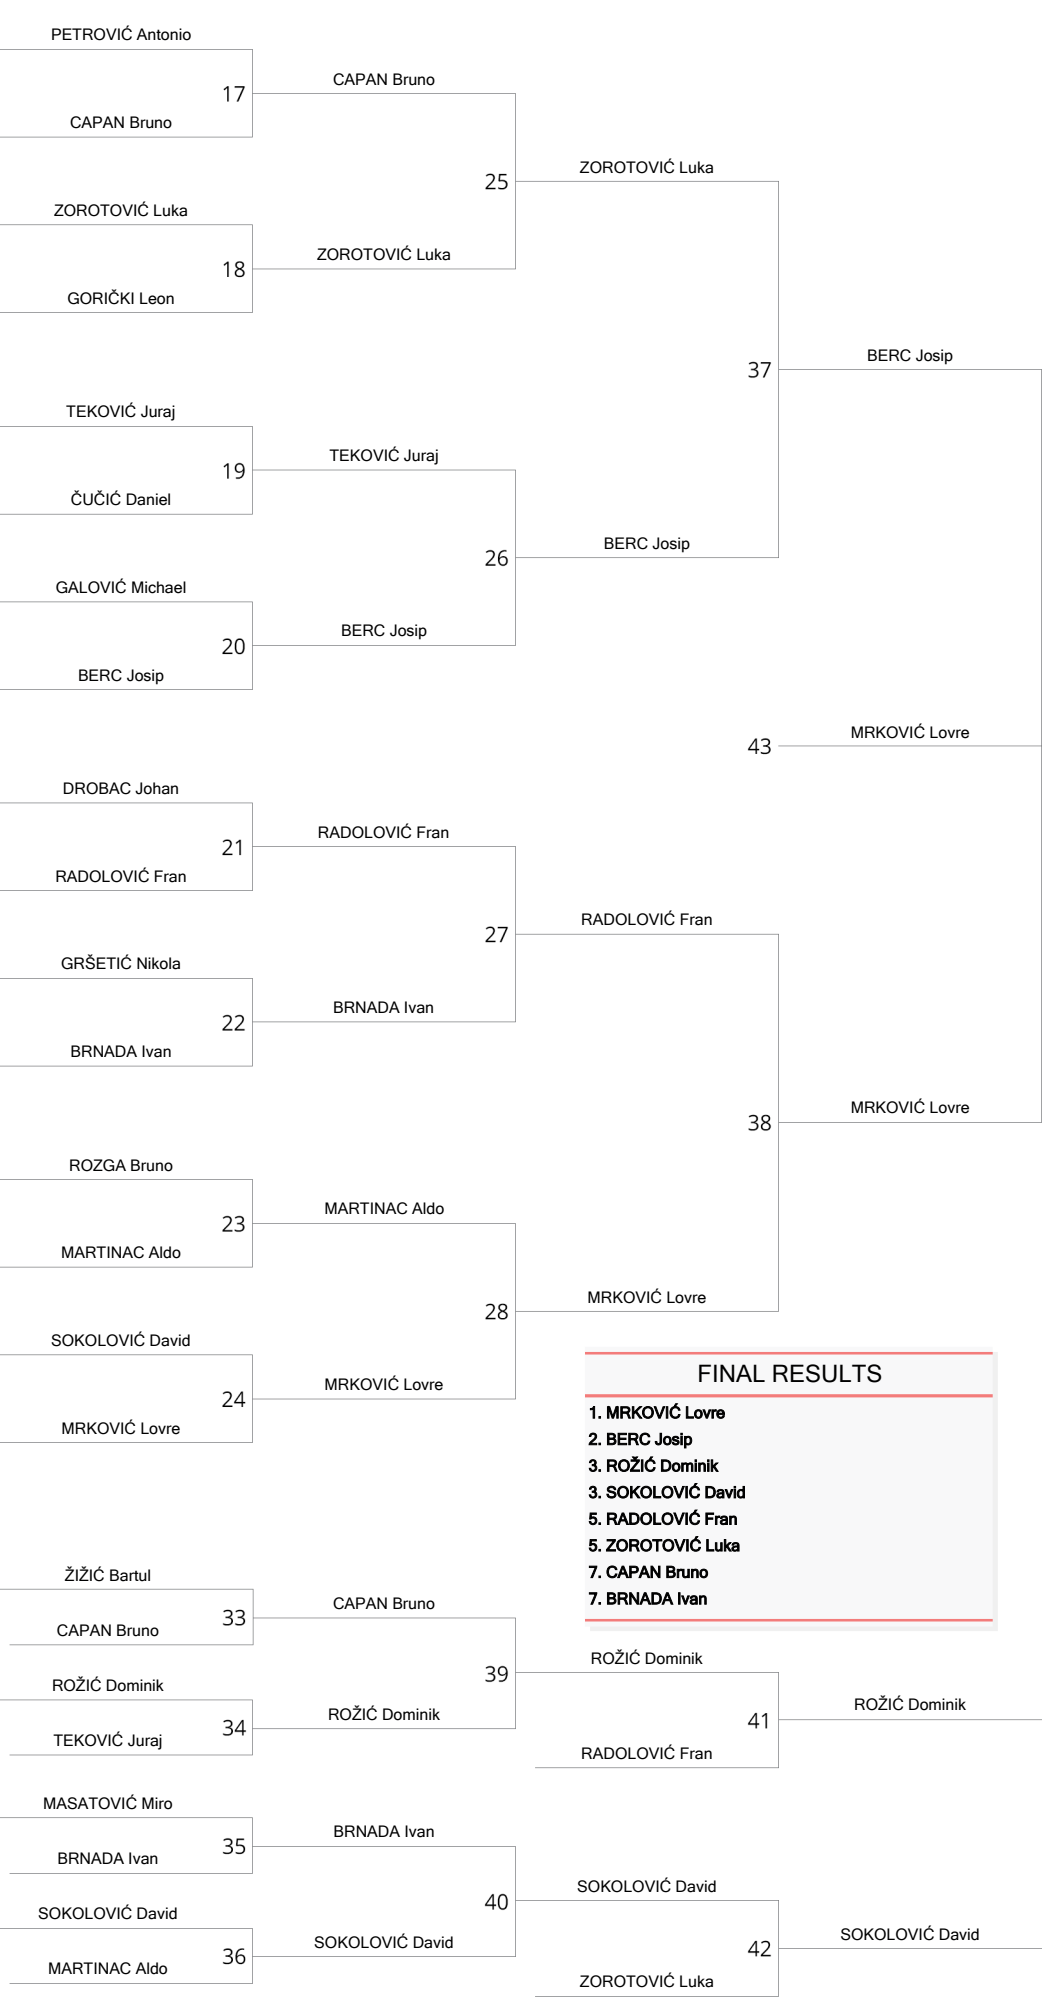 PETROVIĆ Antonio
17
CAPAN Bruno
CAPAN Bruno
25
ZOROTOVIĆ Luka
ZOROTOVIĆ Luka
18
GORIČKI Leon
ZOROTOVIĆ Luka
37
BERC Josip
TEKOVIĆ Juraj
19
ČUČIĆ Daniel
TEKOVIĆ Juraj
26
BERC Josip
GALOVIĆ Michael
20
BERC Josip
BERC Josip
43
MRKOVIĆ Lovre
DROBAC Johan
21
RADOLOVIĆ Fran
RADOLOVIĆ Fran
27
RADOLOVIĆ Fran
GRŠETIĆ Nikola
22
BRNADA Ivan
BRNADA Ivan
38
MRKOVIĆ Lovre
ROZGA Bruno
23
MARTINAC Aldo
MARTINAC Aldo
28
MRKOVIĆ Lovre
SOKOLOVIĆ David
24
MRKOVIĆ Lovre
MRKOVIĆ Lovre
FINAL RESULTS
1. MRKOVIĆ Lovre
2. BERC Josip
3. ROŽIĆ Dominik
3. SOKOLOVIĆ David
5. RADOLOVIĆ Fran
5. ZOROTOVIĆ Luka
7. CAPAN Bruno
7. BRNADA Ivan
ŽIŽIĆ Bartul
33
CAPAN Bruno
CAPAN Bruno
39
ROŽIĆ Dominik
ROŽIĆ Dominik
34
TEKOVIĆ Juraj
ROŽIĆ Dominik
41
RADOLOVIĆ Fran
ROŽIĆ Dominik
MASATOVIĆ Miro
35
BRNADA Ivan
BRNADA Ivan
40
SOKOLOVIĆ David
SOKOLOVIĆ David
36
MARTINAC Aldo
SOKOLOVIĆ David
42
ZOROTOVIĆ Luka
SOKOLOVIĆ David